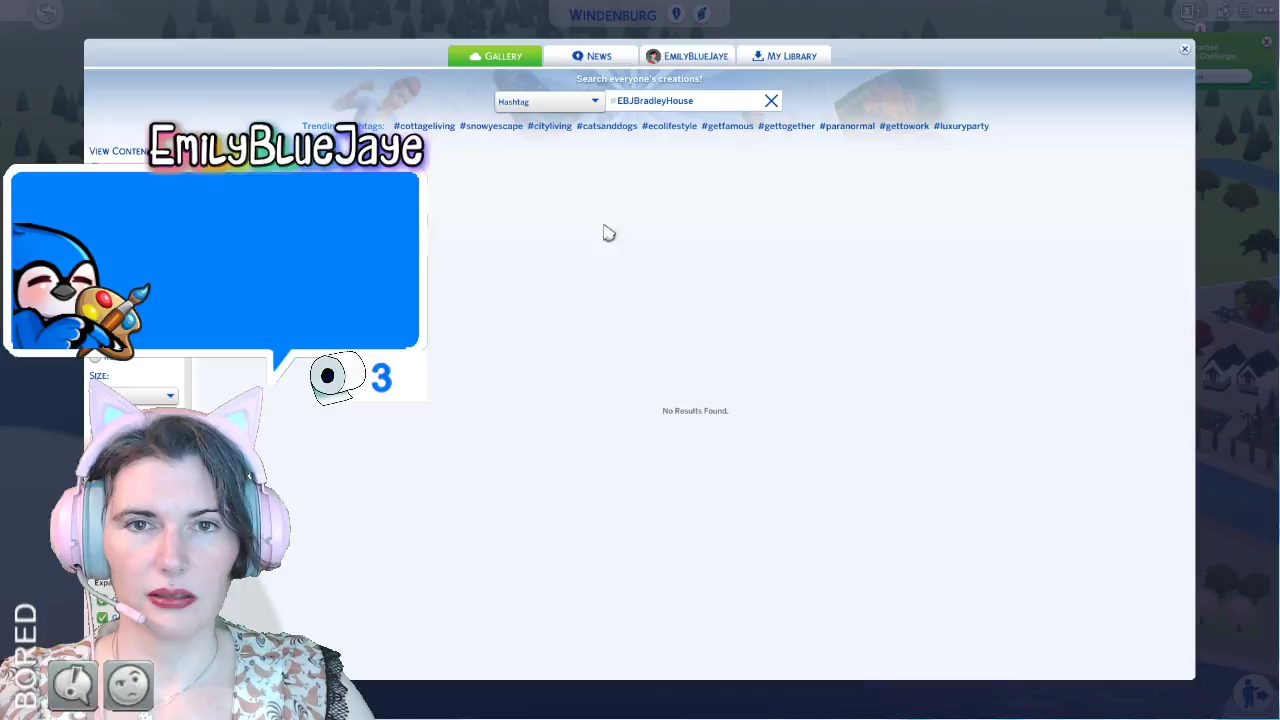 WINDENBURG
GALLERY
NEWS
EMILYBLUEJAYE
MY LIBRARY
Search everyone's creations!
Hashtag
#EBJBradleyHouse
#cottageliving #snowyescape #cityliving #catsanddogs #ecolifestyle #getfamous #gettogether #paranormal #gettowork #luxuryparty
VIEW
EMILYBLUEJAYE
3
SIZE:
No Results Found.
BORED